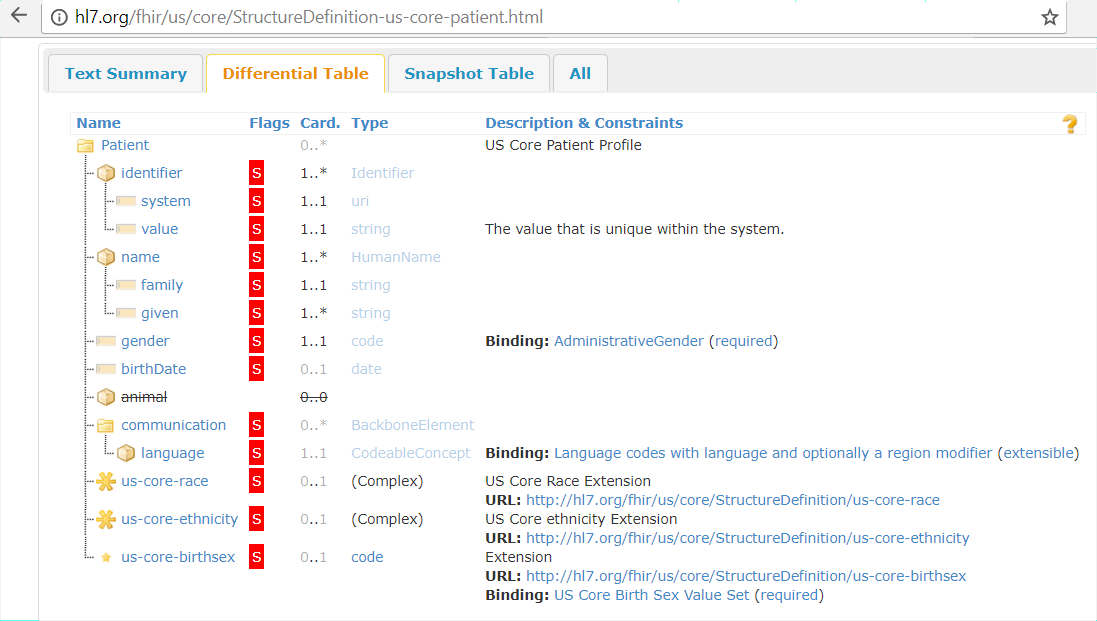 hl7.org/fhir/us/core/StructureDefinition-us-core-patient.html
Text Summary Differential Table Snapshot Table All
Name Flags Card. Type Description & Constraints ?
Patient 0..* US Core Patient Profile
identifier S 1..* Identifier
system S 1..1 uri
value S 1..1 string The value that is unique within the system.
name S 1..* HumanName
family S 1..1 string
given S 1..* string
gender S 1..1 code Binding: AdministrativeGender (required)
birthDate S 0..1 date
animal 0..0
communication S 0..* BackboneElement
language S 1..1 CodeableConcept Binding: Language codes with language and optionally a region modifier (extensible)
us-core-race S 0..1 (Complex) US Core Race Extension
URL: http://hl7.org/fhir/us/core/StructureDefinition/us-core-race
us-core-ethnicity S 0..1 (Complex) US Core ethnicity Extension
URL: http://hl7.org/fhir/us/core/StructureDefinition/us-core-ethnicity
us-core-birthsex S 0..1 code Extension
URL: http://hl7.org/fhir/us/core/StructureDefinition/us-core-birthsex
Binding: US Core Birth Sex Value Set (required)